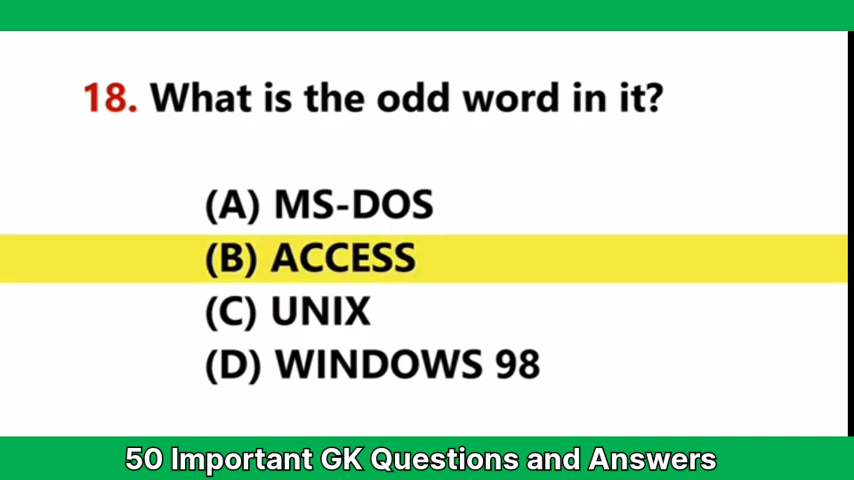 18. What is the odd word in it?
(A) MS-DOS
(B) ACCESS
(C) UNIX
(D) WINDOWS 98
50 Important GK Questions and Answers